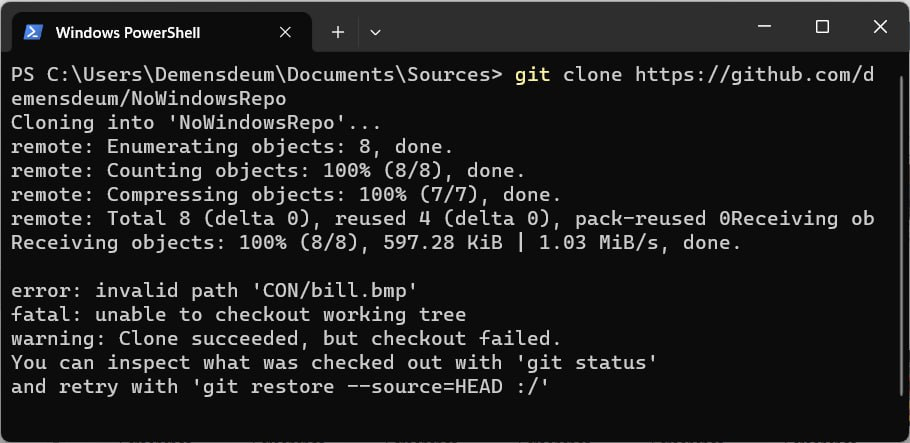 Windows PowerShell
PS C:\Users\Demensdeum\Documents\Sources> git clone https://github.com/d
emensdeum/NoWindowsRepo
Cloning into 'NoWindowsRepo'...
remote: Enumerating objects: 8, done.
remote: Counting objects: 100% (8/8), done.
remote: Compressing objects: 100% (7/7), done.
remote: Total 8 (delta 0), reused 4 (delta 0), pack-reused 0Receiving ob
Receiving objects: 100% (8/8), 597.28 KiB | 1.03 MiB/s, done.
error: invalid path 'CON/bill.bmp'
fatal: unable to checkout working tree
warning: Clone succeeded, but checkout failed.
You can inspect what was checked out with 'git status'
and retry with 'git restore --source=HEAD :/'